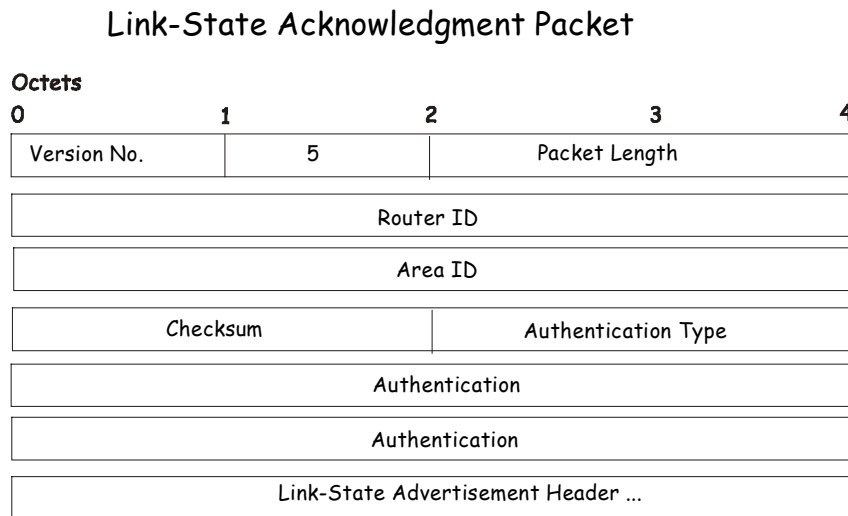 Link-State Acknowledgment Packet
Octets
0 1 2 3 4
Version No. 5 Packet Length
Router ID
Area ID
Checksum Authentication Type
Authentication
Authentication
Link-State Advertisement Header ...